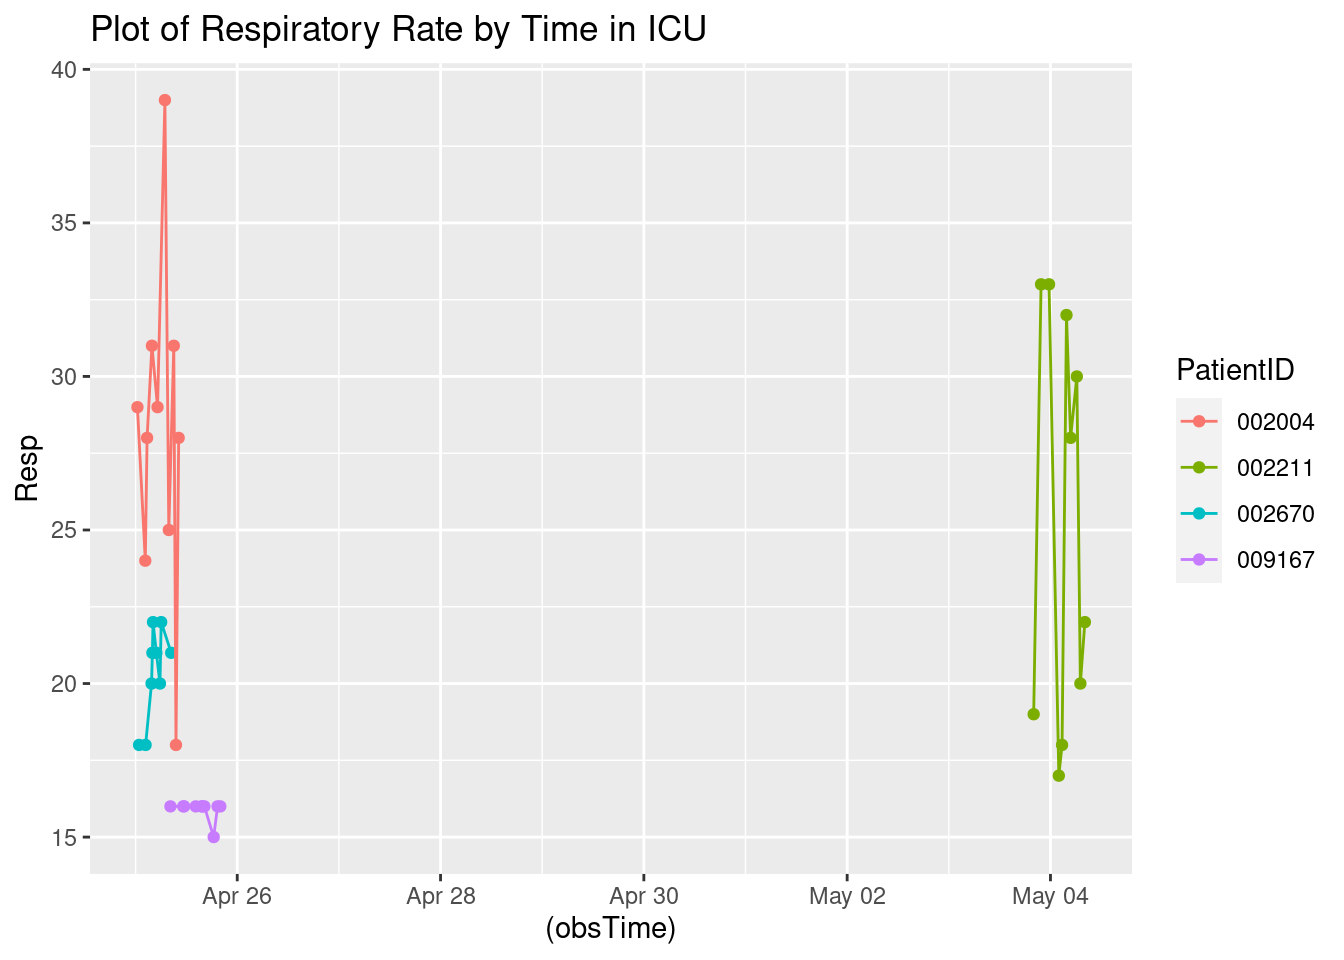 Plot of Respiratory Rate by Time in ICU
40
35
30
25
20
15
Resp
Apr 26
Apr 28
Apr 30
May 02
May 04
(obsTime)
PatientID
002004
002211
002670
009167